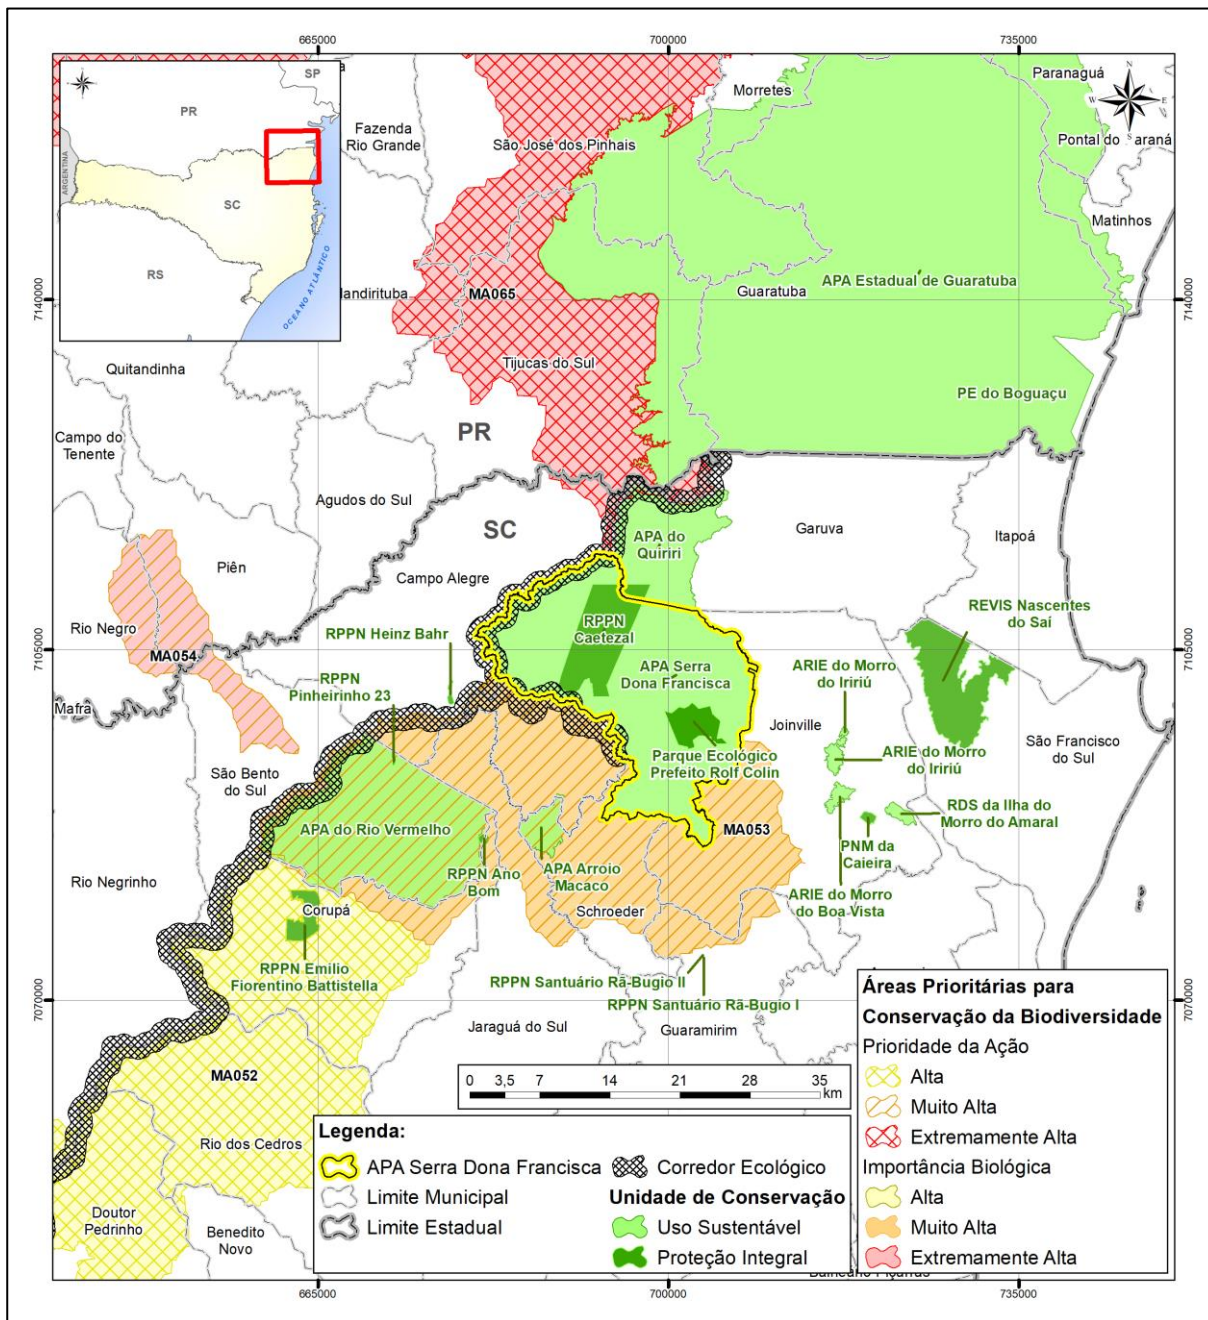 665000
700000
735000
SP
PR
ARGENTINA
SC
RS
OCEANO ATLÂNTICO
Fazenda
Rio Grande
São José dos Pinhais
Morretes
Paranaguá
N
W
E
S
Pontal do Paraná
Matinhos
APA Estadual de Guaratuba
Guaratuba
MA065
7140000
7140000
Tijucas do Sul
Quitandinha
PE do Boguaçu
Campo do
Tenente
PR
Agudos do Sul
SC
Garuva
Itapoá
APA do
Quiriri
Piên
Campo Alegre
REVIS Nascentes
do Saí
Rio Negro
RPPN
Caetezal
RPPN Heinz Bahr
7105000
7105000
MA054
RPPN
Pinheirinho 23
APA Serra
Dona Francisca
ARIE do Morro
do Iririú
Mafra
Joinville
São Francisco
do Sul
Parque Ecológico
Prefeito Rolf Colin
ARIE do Morro
do Iririú
São Bento
do Sul
RDS da Ilha do
Morro do Amaral
APA do Rio Vermelho
MA053
PNM da
Caieira
RPPN Ano
Bom
APA Arroio
Macaco
Rio Negrinho
ARIE do Morro
do Boa Vista
Corupá
Schroeder
RPPN Emilio
Fiorentino Battistella
RPPN Santuário Rã-Bugio II
RPPN Santuário Rã-Bugio I
7070000
7070000
Jaraguá do Sul
Guaramirim
MA052
0 3,5 7 14 21 28 35
km
Rio dos Cedros
Doutor
Pedrinho
Benedito
Novo
Legenda:
APA Serra Dona Francisca
Limite Municipal
Limite Estadual
Corredor Ecológico
Unidade de Conservação
Uso Sustentável
Proteção Integral
Áreas Prioritárias para
Conservação da Biodiversidade
Prioridade da Ação
Alta
Muito Alta
Extremamente Alta
Importância Biológica
Alta
Muito Alta
Extremamente Alta
665000
700000
735000